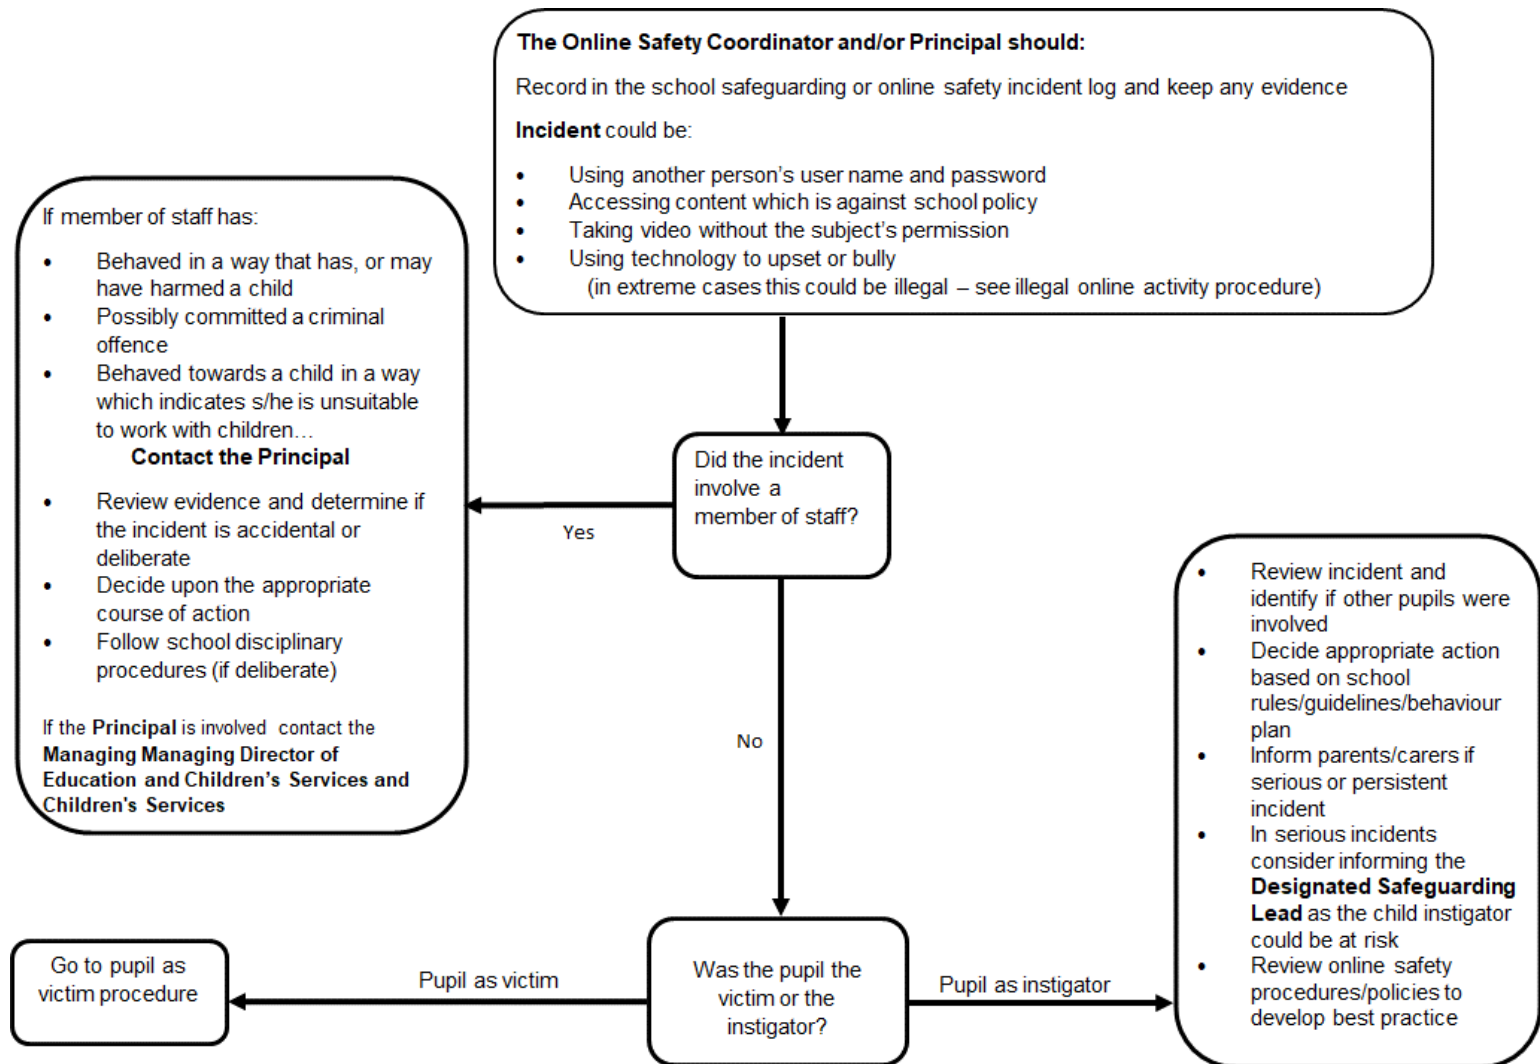 The Online Safety Coordinator and/or Principal should:
Record in the school safeguarding or online safety incident log and keep any evidence
Incident could be:
• Using another person's user name and password
• Accessing content which is against school policy
• Taking video without the subject's permission
• Using technology to upset or bully
(in extreme cases this could be illegal – see illegal online activity procedure)
If member of staff has:
• Behaved in a way that has, or may
have harmed a child
• Possibly committed a criminal
offence
• Behaved towards a child in a way
which indicates s/he is unsuitable
to work with children…
Contact the Principal
• Review evidence and determine if
the incident is accidental or
deliberate
• Decide upon the appropriate
course of action
• Follow school disciplinary
procedures (if deliberate)
If the Principal is involved contact the
Managing Managing Director of
Education and Children's Services and
Children's Services
Did the incident
involve a
member of staff?
Yes
No
Was the pupil the
victim or the
instigator?
Pupil as victim
Go to pupil as
victim procedure
Pupil as instigator
• Review incident and
identify if other pupils were
involved
• Decide appropriate action
based on school
rules/guidelines/behaviour
plan
• Inform parents/carers if
serious or persistent
incident
• In serious incidents
consider informing the
Designated Safeguarding
Lead as the child instigator
could be at risk
• Review online safety
procedures/policies to
develop best practice